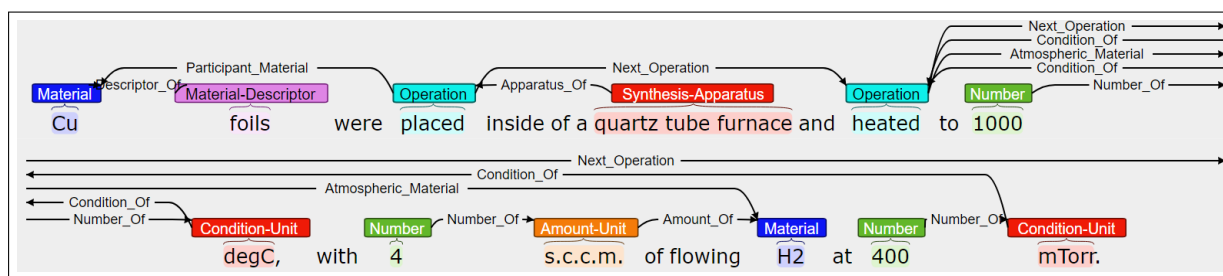 Next_Operation
Condition_Of
Participant_Material Next_Operation Atmospheric_Material
Condition_Of
Material Descriptor_Of Material-Descriptor Operation Apparatus_Of Synthesis-Apparatus Operation Number Number_Of
Cu foils were placed inside of a quartz tube furnace and heated to 1000
Next_Operation
Condition_Of
Atmospheric_Material
Condition_Of
Number_Of Condition-Unit Number Number_Of Amount-Unit Amount_Of Material Number Number_Of Condition-Unit
degC, with 4 s.c.c.m. of flowing H2 at 400 mTorr.